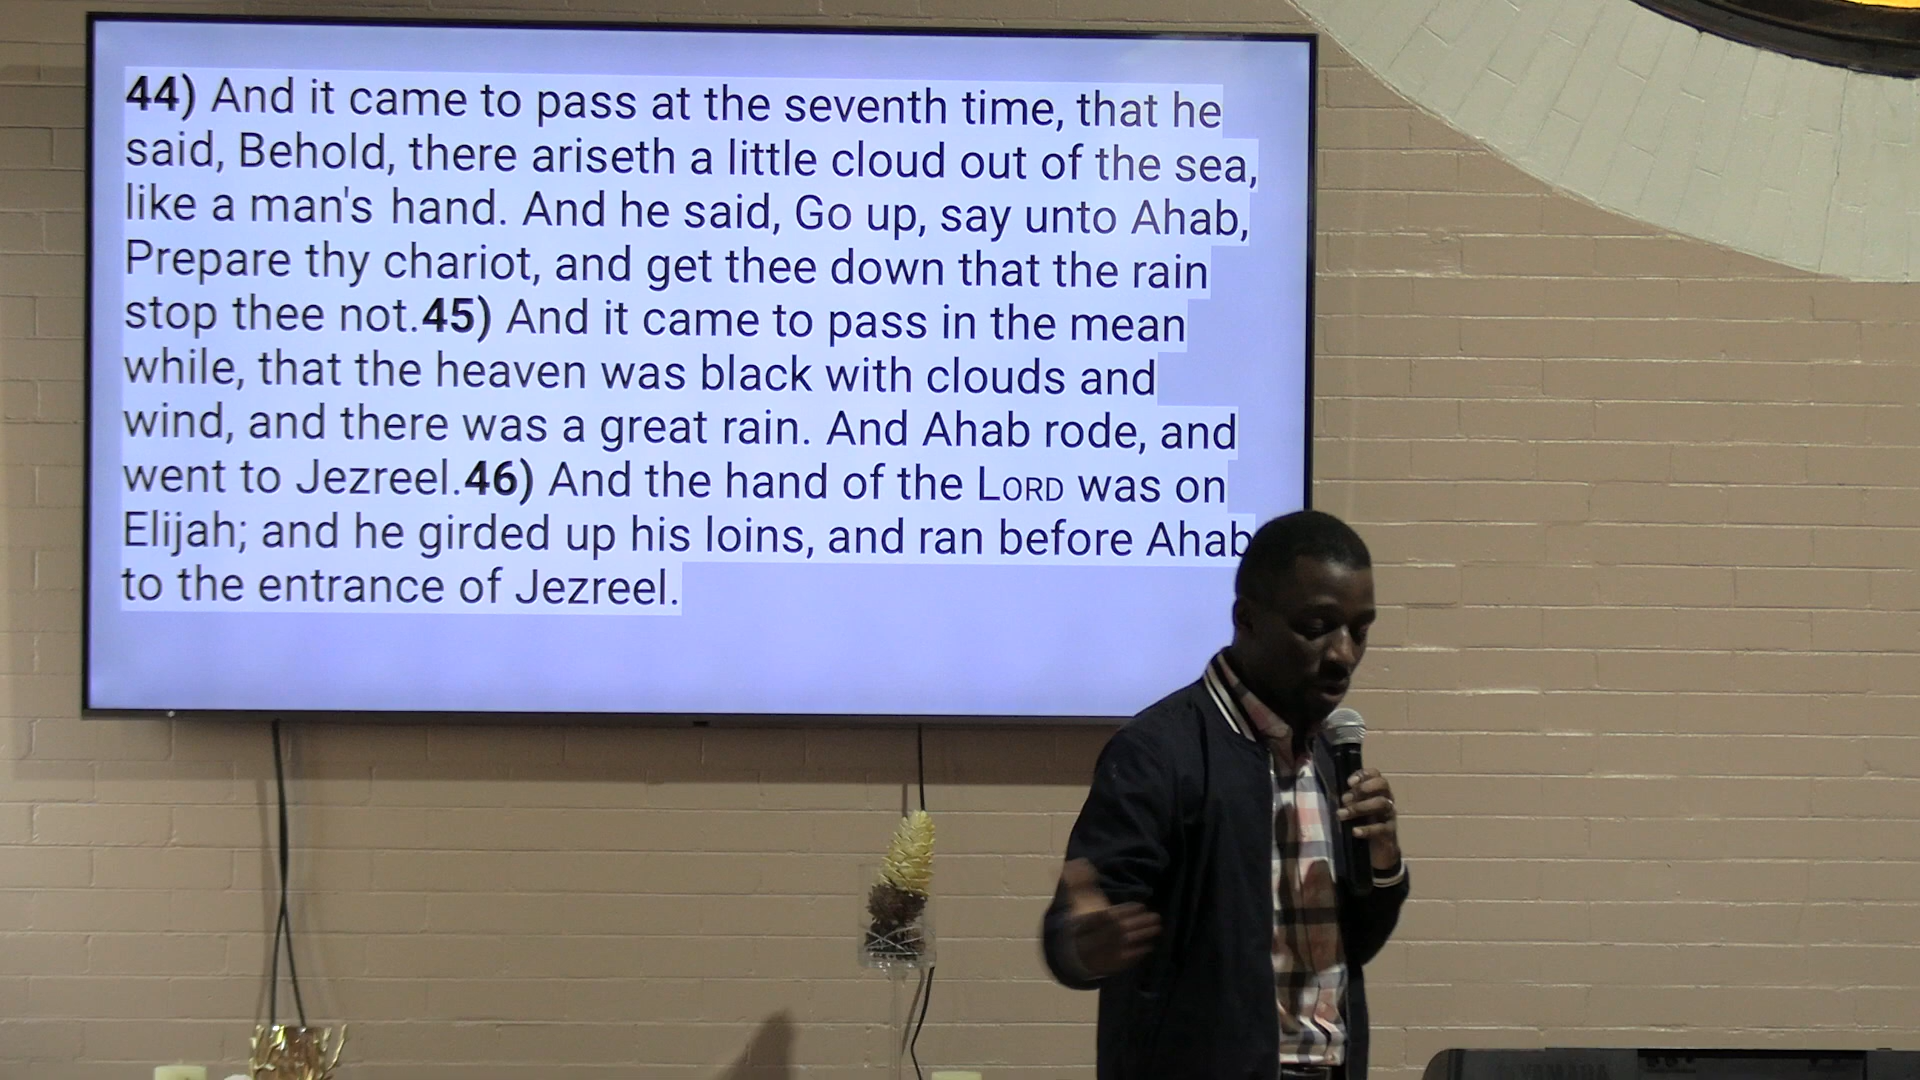 44) And it came to pass at the seventh time, that he
said, Behold, there ariseth a little cloud out of the sea,
like a man's hand. And he said, Go up, say unto Ahab,
Prepare thy chariot, and get thee down that the rain
stop thee not.45) And it came to pass in the mean
while, that the heaven was black with clouds and
wind, and there was a great rain. And Ahab rode, and
went to Jezreel.46) And the hand of the LORD was on
Elijah; and he girded up his loins, and ran before Ahab
to the entrance of Jezreel.
YAMAHA